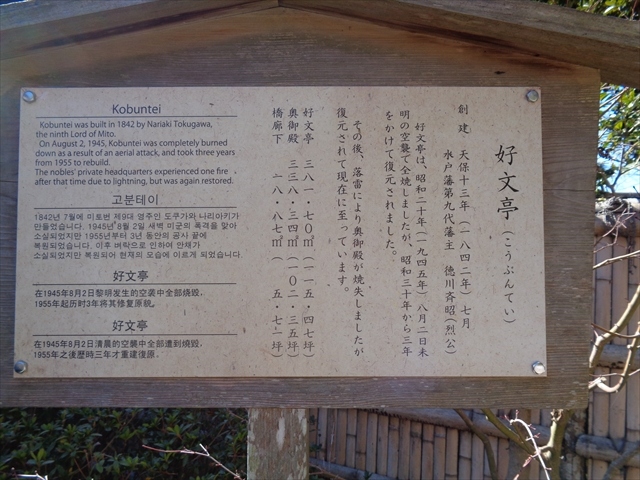 好文亭（こうぶんてい）
創建　天保十三年（一八四二年）七月
水戸藩第九代藩主　徳川斉昭（烈公）
好文亭は、昭和二十年（一九四五年）八月二日未
明の空襲で全焼しましたが、昭和三十年から三年
をかけて復元されました。
その後、落雷により奥御殿が焼失しましたが
復元されて現在に至っています。
好文亭　三八一・七〇㎡（一一五・四七坪）
奥御殿　三三八・三四㎡（一〇二・三五坪）
橋廊下　一八・八七㎡（五・七一坪）
Kobuntei
Kobuntei was built in 1842 by Nariaki Tokugawa,
the ninth Lord of Mito.
On August 2, 1945, Kobuntei was completely burned
down as a result of an aerial attack, and took three years
from 1955 to rebuild.
The nobles' private headquarters experienced one fire
after that time due to lightning, but was again restored.
고분테이
1842년 7월에 미토번 제9대 영주인 도쿠가와 나리아키가
만들었습니다. 1945년 8월 2일 새벽 미군의 폭격을 맞아
소실되었지만 1955년부터 3년 동안의 공사 끝에
복원되었습니다. 이후 벼락으로 인하여 안채가
소실되었지만 복원되어 현재의 모습에 이르게 되었습니다.
好文亭
在1945年8月2日黎明发生的空袭中全部烧毁，
1955年起历时3年将其修复原貌。
好文亭
在1945年8月2日清晨的空襲中全部遭到燒毀，
1955年之後歷時三年才重建復原。